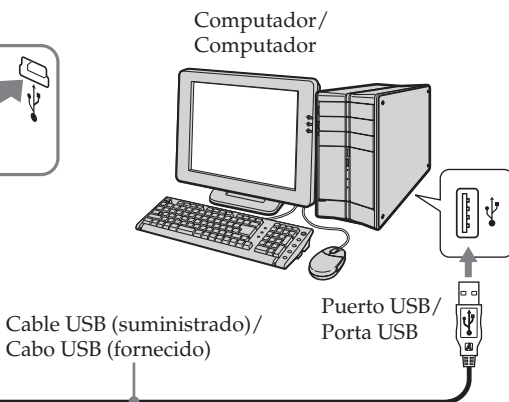 Computador/
Computador
Puerto USB/
Porta USB
Cable USB (suministrado)/
Cabo USB (fornecido)